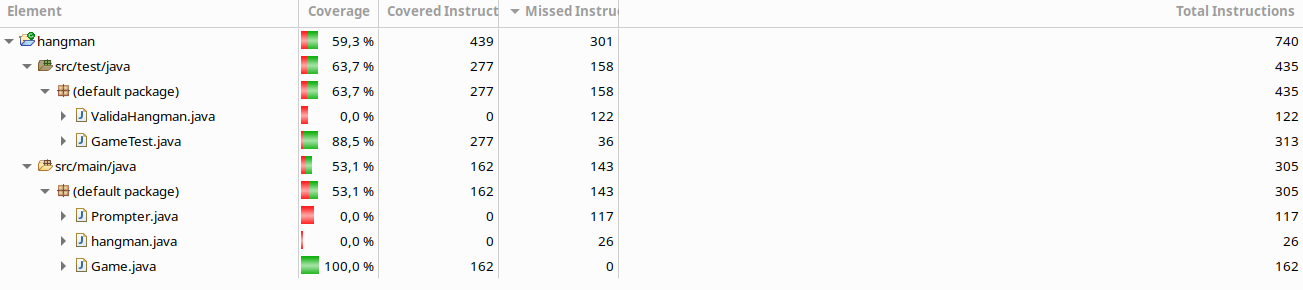 Element Coverage Covered Instruct Missed Instru Total Instructions
hangman 59,3 % 439 301 740
src/test/java 63,7 % 277 158 435
(default package) 63,7 % 277 158 435
ValidaHangman.java 0,0 % 0 122 122
GameTest.java 88,5 % 277 36 313
src/main/java 53,1 % 162 143 305
(default package) 53,1 % 162 143 305
Prompter.java 0,0 % 0 117 117
hangman.java 0,0 % 0 26 26
Game.java 100,0 % 162 0 162